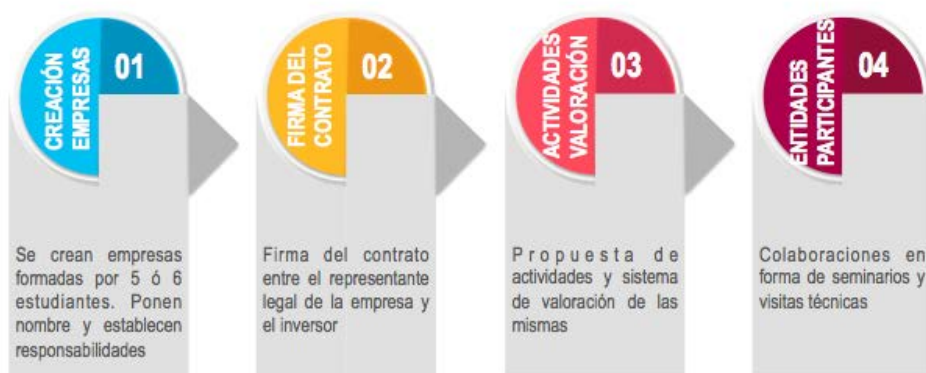 CREACIÓN
EMPRESAS
01
Se crean empresas
formadas por 5 ó 6
estudiantes. Ponen
nombre y establecen
responsabilidades
FIRMA DEL
CONTRATO
02
Firma del contrato
entre el representante
legal de la empresa y
el inversor
ACTIVIDADES
VALORACIÓN
03
Propuesta de
actividades y sistema
de valoración de las
mismas
ENTIDADES
PARTICIPANTES
04
Colaboraciones en
forma de seminarios y
visitas técnicas